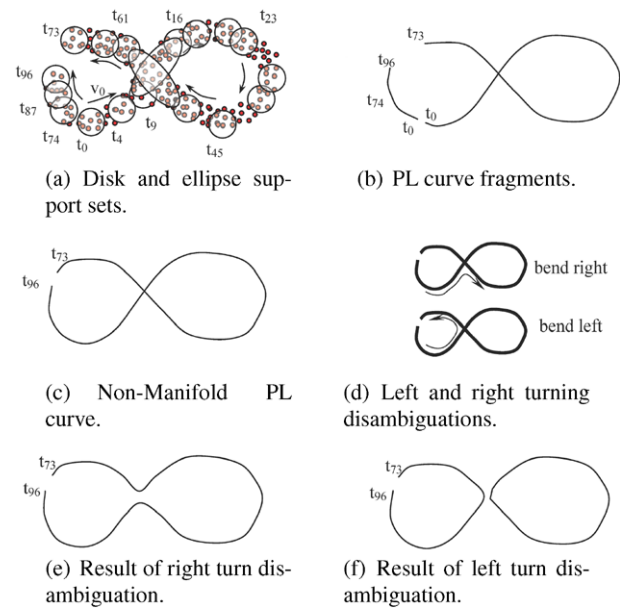 t61 t16 t23
t73
t96
v0
t87
t74 t0 t4 t9
t45
(a) Disk and ellipse sup-
port sets.
t73
t96
t74
t0 t0
(b) PL curve fragments.
t73
t96
(c) Non-Manifold PL
curve.
bend right
bend left
(d) Left and right turning
disambiguations.
t73
t96
(e) Result of right turn dis-
ambiguation.
t73
t96
(f) Result of left turn dis-
ambiguation.